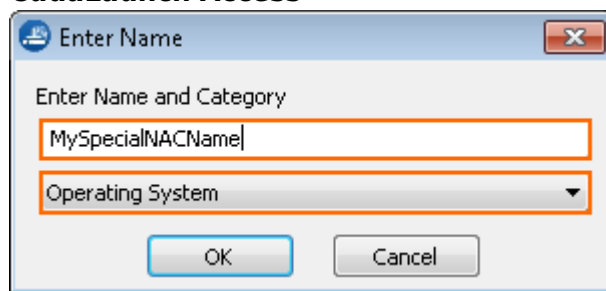 Enter Name
Enter Name and Category
MySpecialNACName
Operating System
OK Cancel